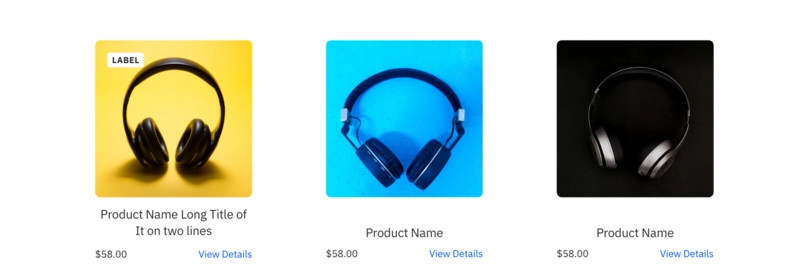 LABEL
Product Name Long Title of
It on two lines
$58.00 View Details
Product Name
$58.00 View Details
Product Name
$58.00 View Details